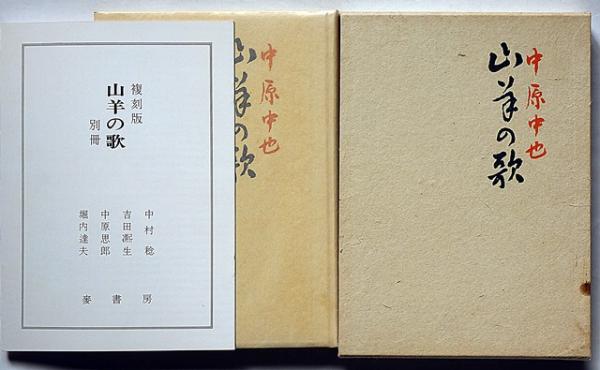 複刻版
山羊の歌
別冊
中村稔
吉田凞生
中原思郎
堀内達夫
麥書房
中原中也
山羊の歌
中原中也
山羊の歌